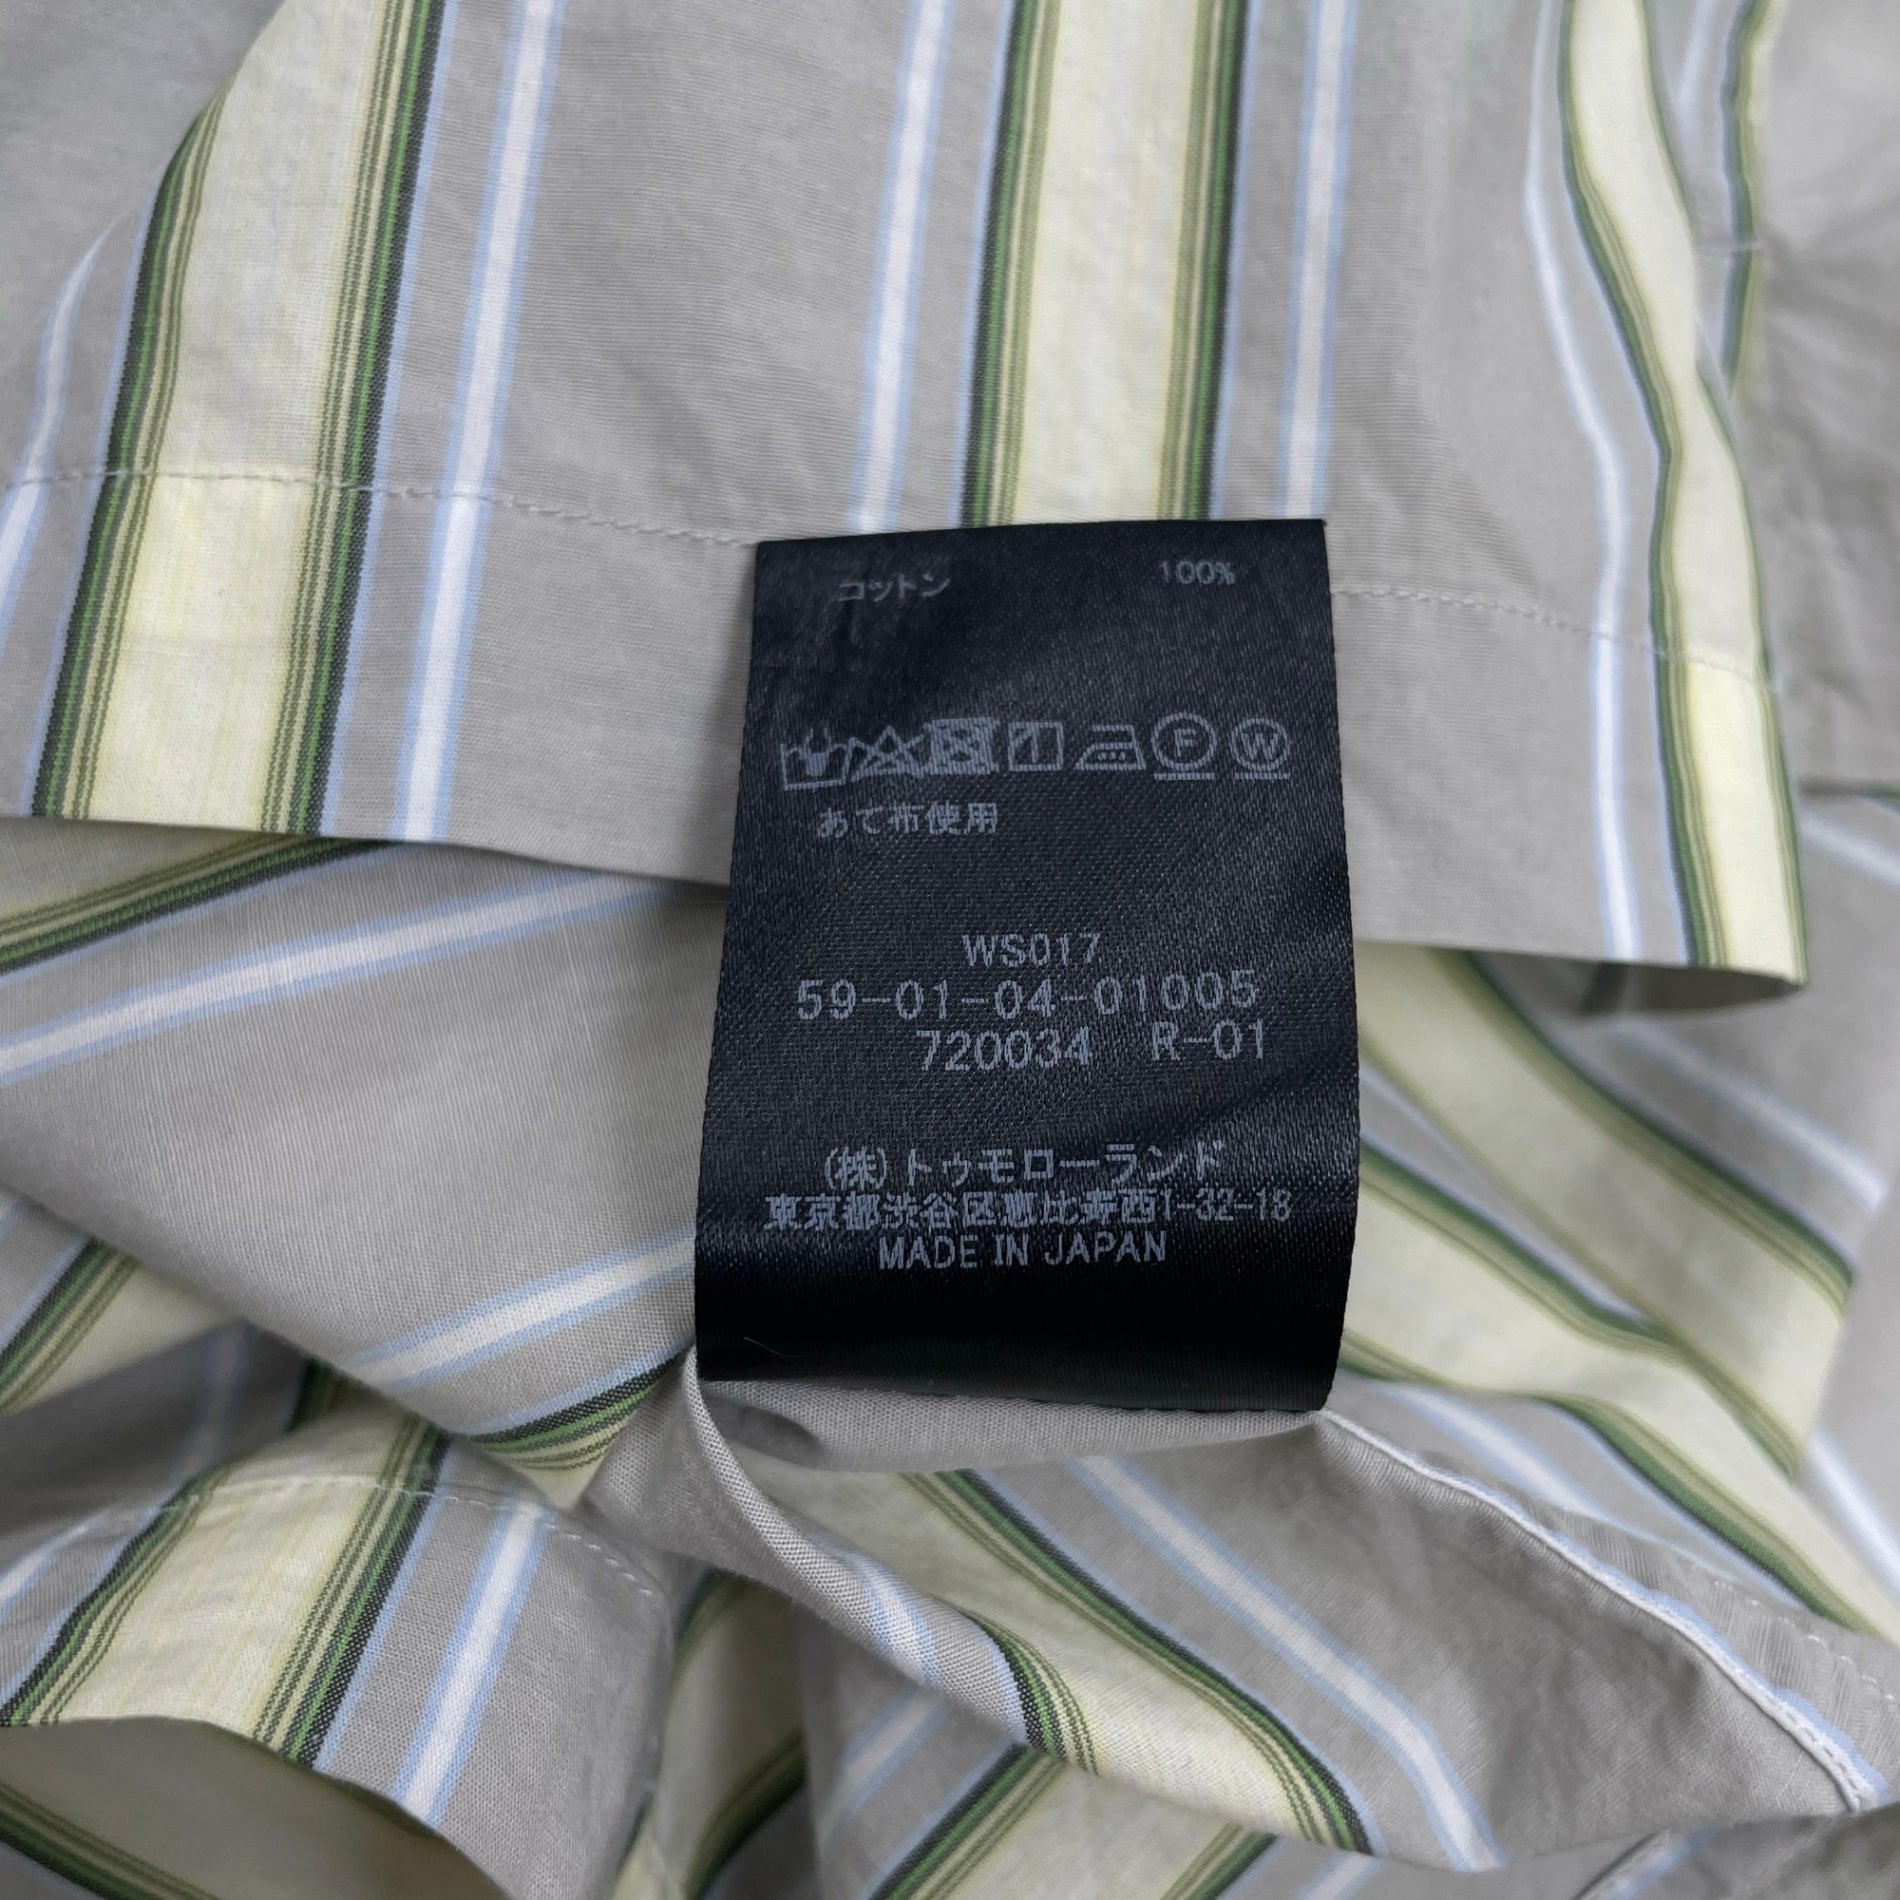 コットン 100%
F W
あて布使用
WS017
59-01-04-01005
720034 R-01
(株)トゥモローランド
東京都渋谷区恵比寿西1-32-18
MADE IN JAPAN